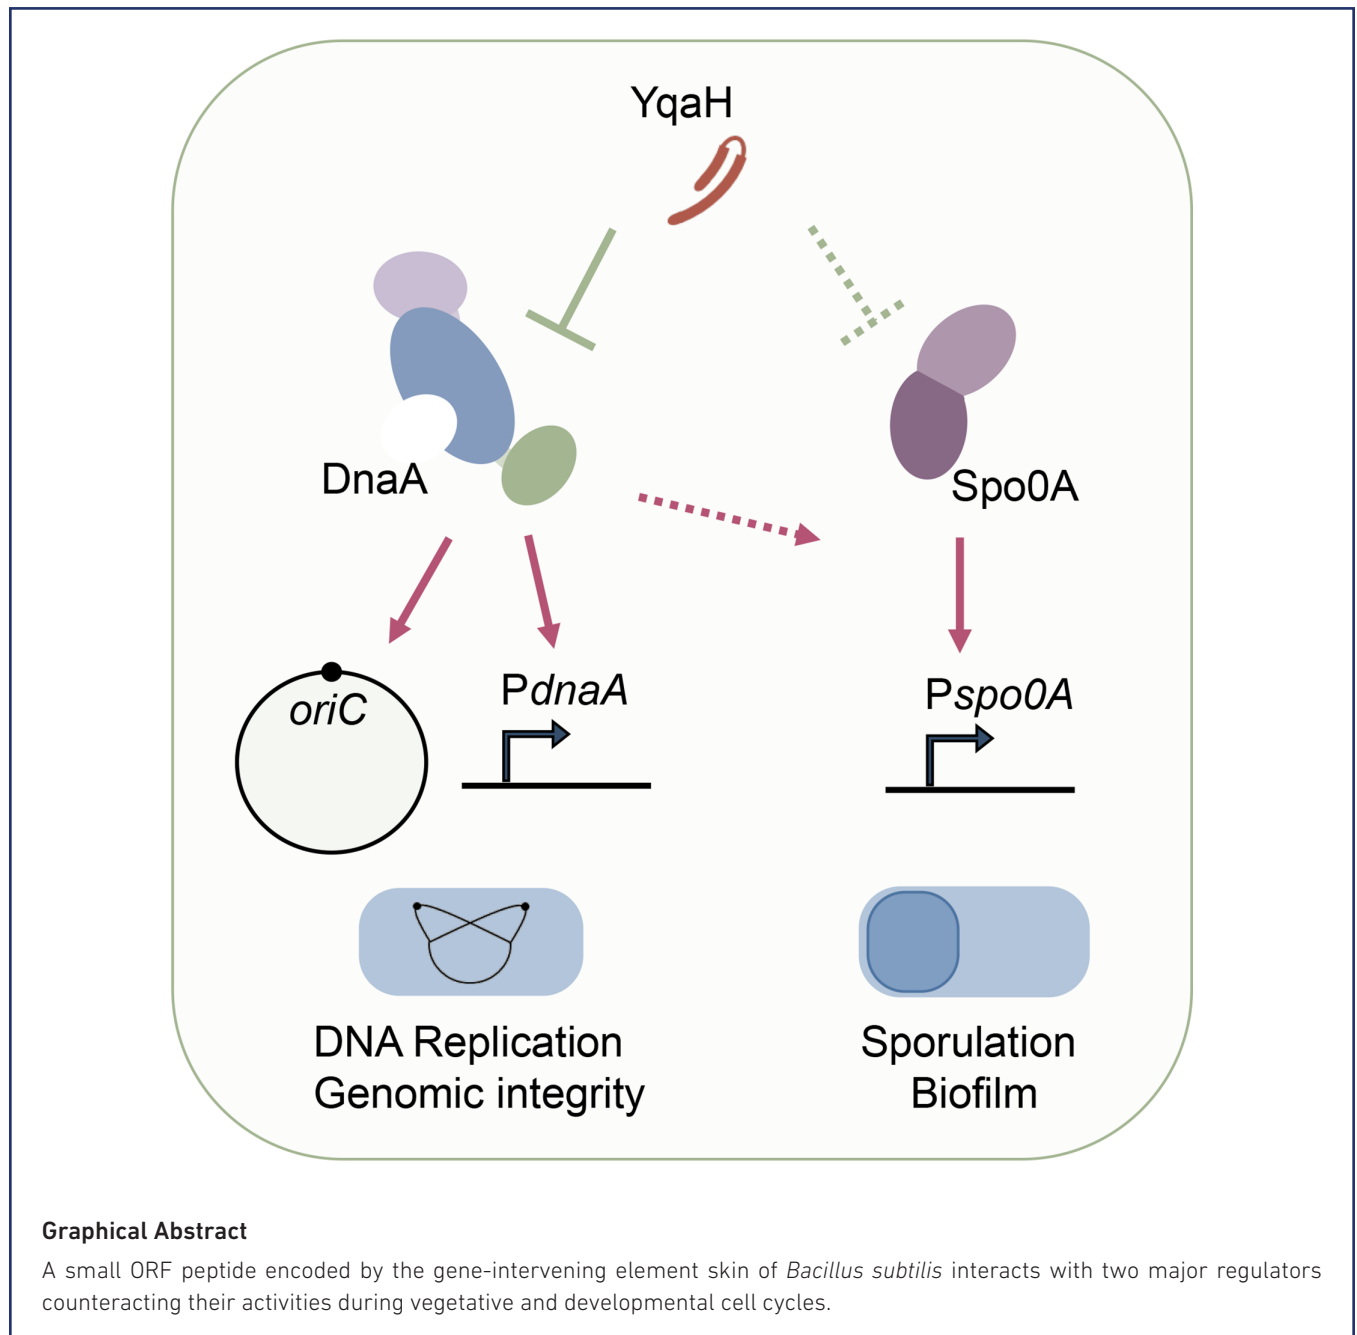 YqaH
DnaA
Spo0A
oriC
PdnaA
Pspo0A
DNA Replication
Genomic integrity
Sporulation
Biofilm
Graphical Abstract
A small ORF peptide encoded by the gene-intervening element skin of Bacillus subtilis interacts with two major regulators
counteracting their activities during vegetative and developmental cell cycles.